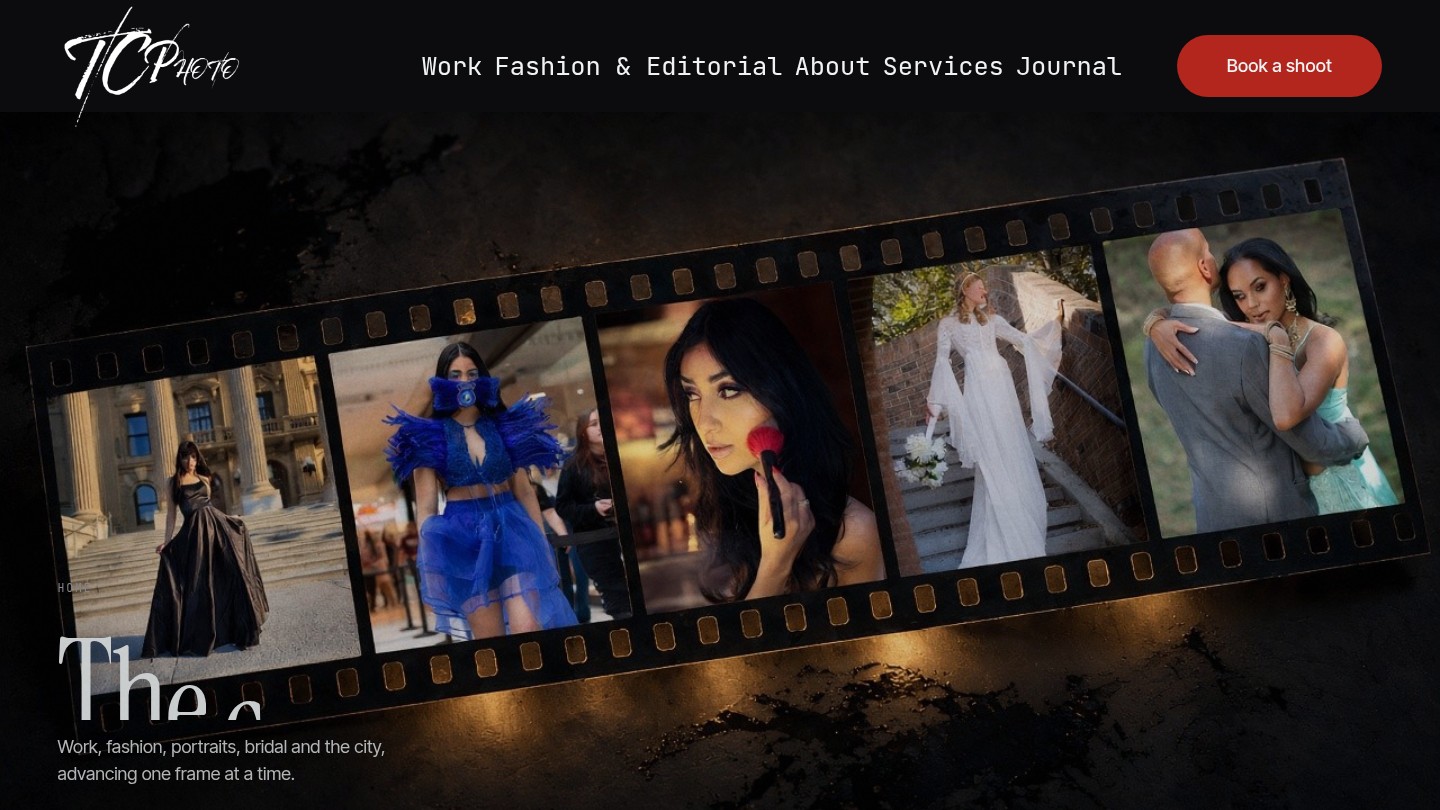 TCPHOTO
Work Fashion & Editorial About Services Journal
Book a shoot
HOME
The
Work, fashion, portraits, bridal and the city,
advancing one frame at a time.